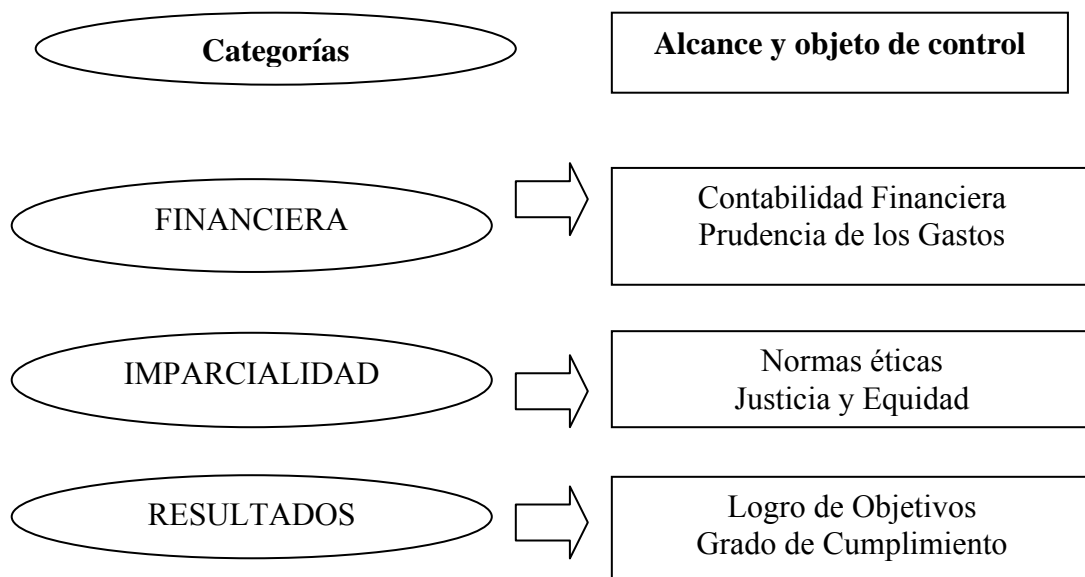 Categorías
Alcance y objeto de control
FINANCIERA
Contabilidad Financiera
Prudencia de los Gastos
IMPARCIALIDAD
Normas éticas
Justicia y Equidad
RESULTADOS
Logro de Objetivos
Grado de Cumplimiento